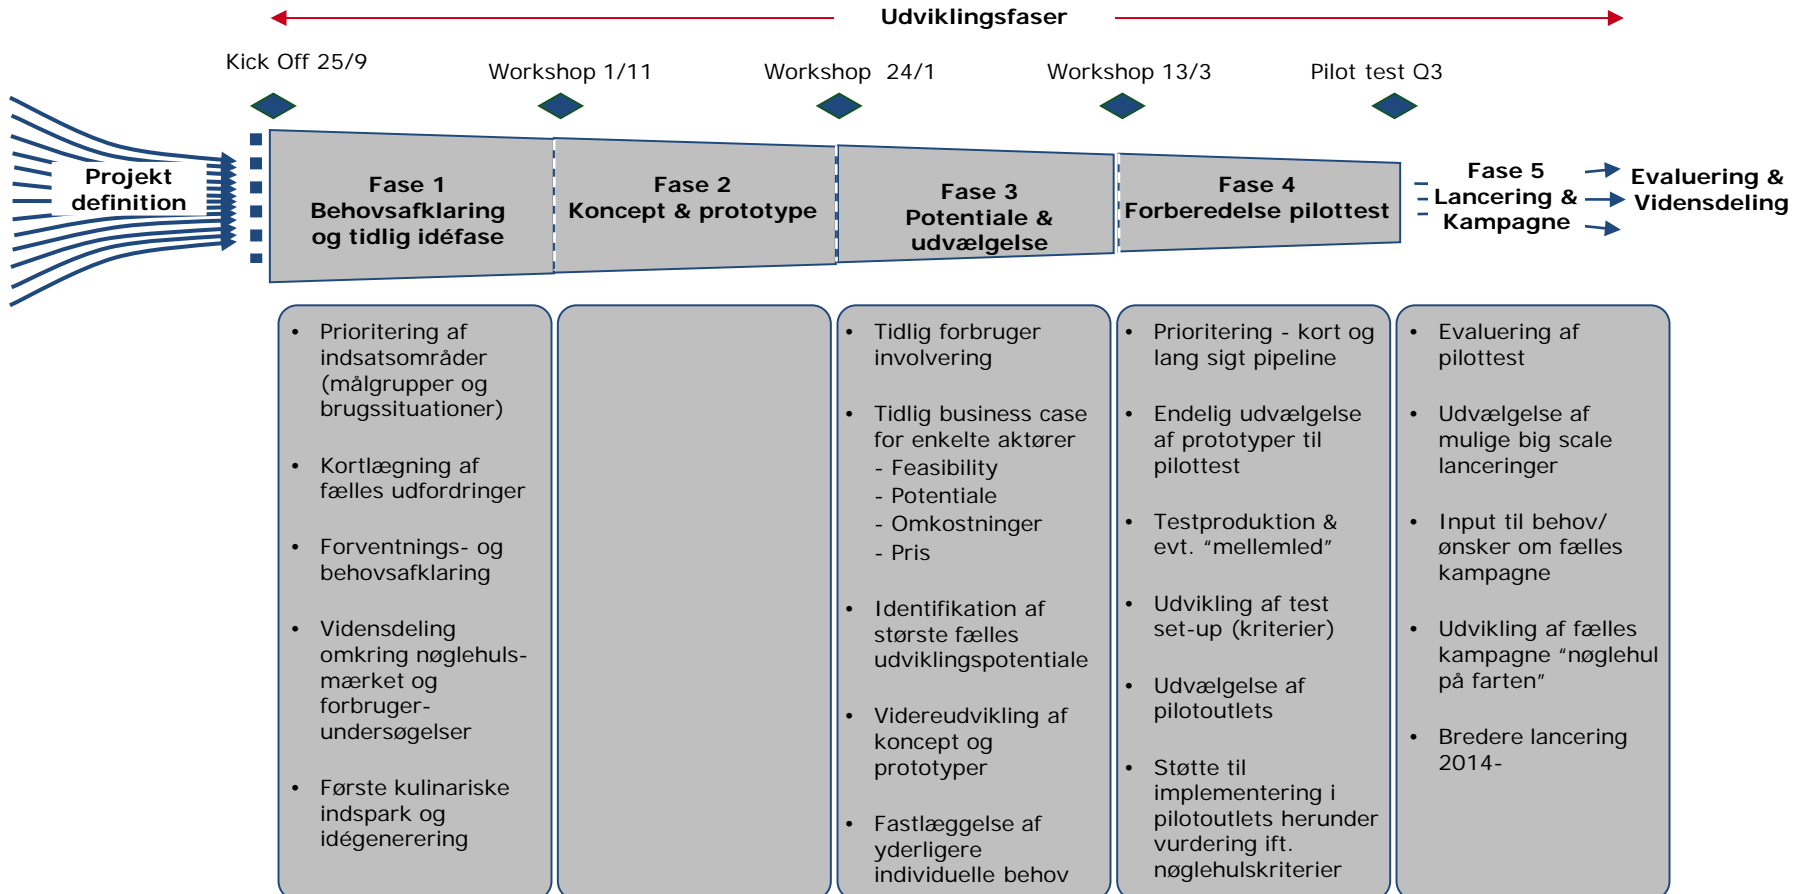 Udviklingsfaser
Kick Off 25/9
Workshop 1/11
Workshop 24/1
Workshop 13/3
Pilot test Q3
Projekt
definition
Fase 1
Behovsafklaring
og tidlig idéfase
Fase 2
Koncept & prototype
Fase 3
Potentiale &
udvælgelse
Fase 4
Forberedelse pilottest
Fase 5
Lancering &
Kampagne
Evaluering &
Vidensdeling
• Prioritering af
indsatsområder
(målgrupper og
brugssituationer)
• Kortlægning af
fælles udfordringer
• Forventnings- og
behovsafklaring
• Vidensdeling
omkring nøglehuls-
mærket og
forbruger-
undersøgelser
• Første kulinariske
indspark og
idégenerering
• Tidlig forbruger
involvering
• Tidlig business case
for enkelte aktører
- Feasibility
- Potentiale
- Omkostninger
- Pris
• Identifikation af
største fælles
udviklingspotentiale
• Videreudvikling af
koncept og
prototyper
• Fastlæggelse af
yderligere
individuelle behov
• Prioritering - kort og
lang sigt pipeline
• Endelig udvælgelse
af prototyper til
pilottest
• Testproduktion &
evt. “mellemled”
• Udvikling af test
set-up (kriterier)
• Udvælgelse af
pilotoutlets
• Støtte til
implementering i
pilotoutlets herunder
vurdering ift.
nøglehulskriterier
• Evaluering af
pilottest
• Udvælgelse af
mulige big scale
lanceringer
• Input til behov/
ønsker om fælles
kampagne
• Udvikling af fælles
kampagne “nøglehul
på farten”
• Bredere lancering
2014-